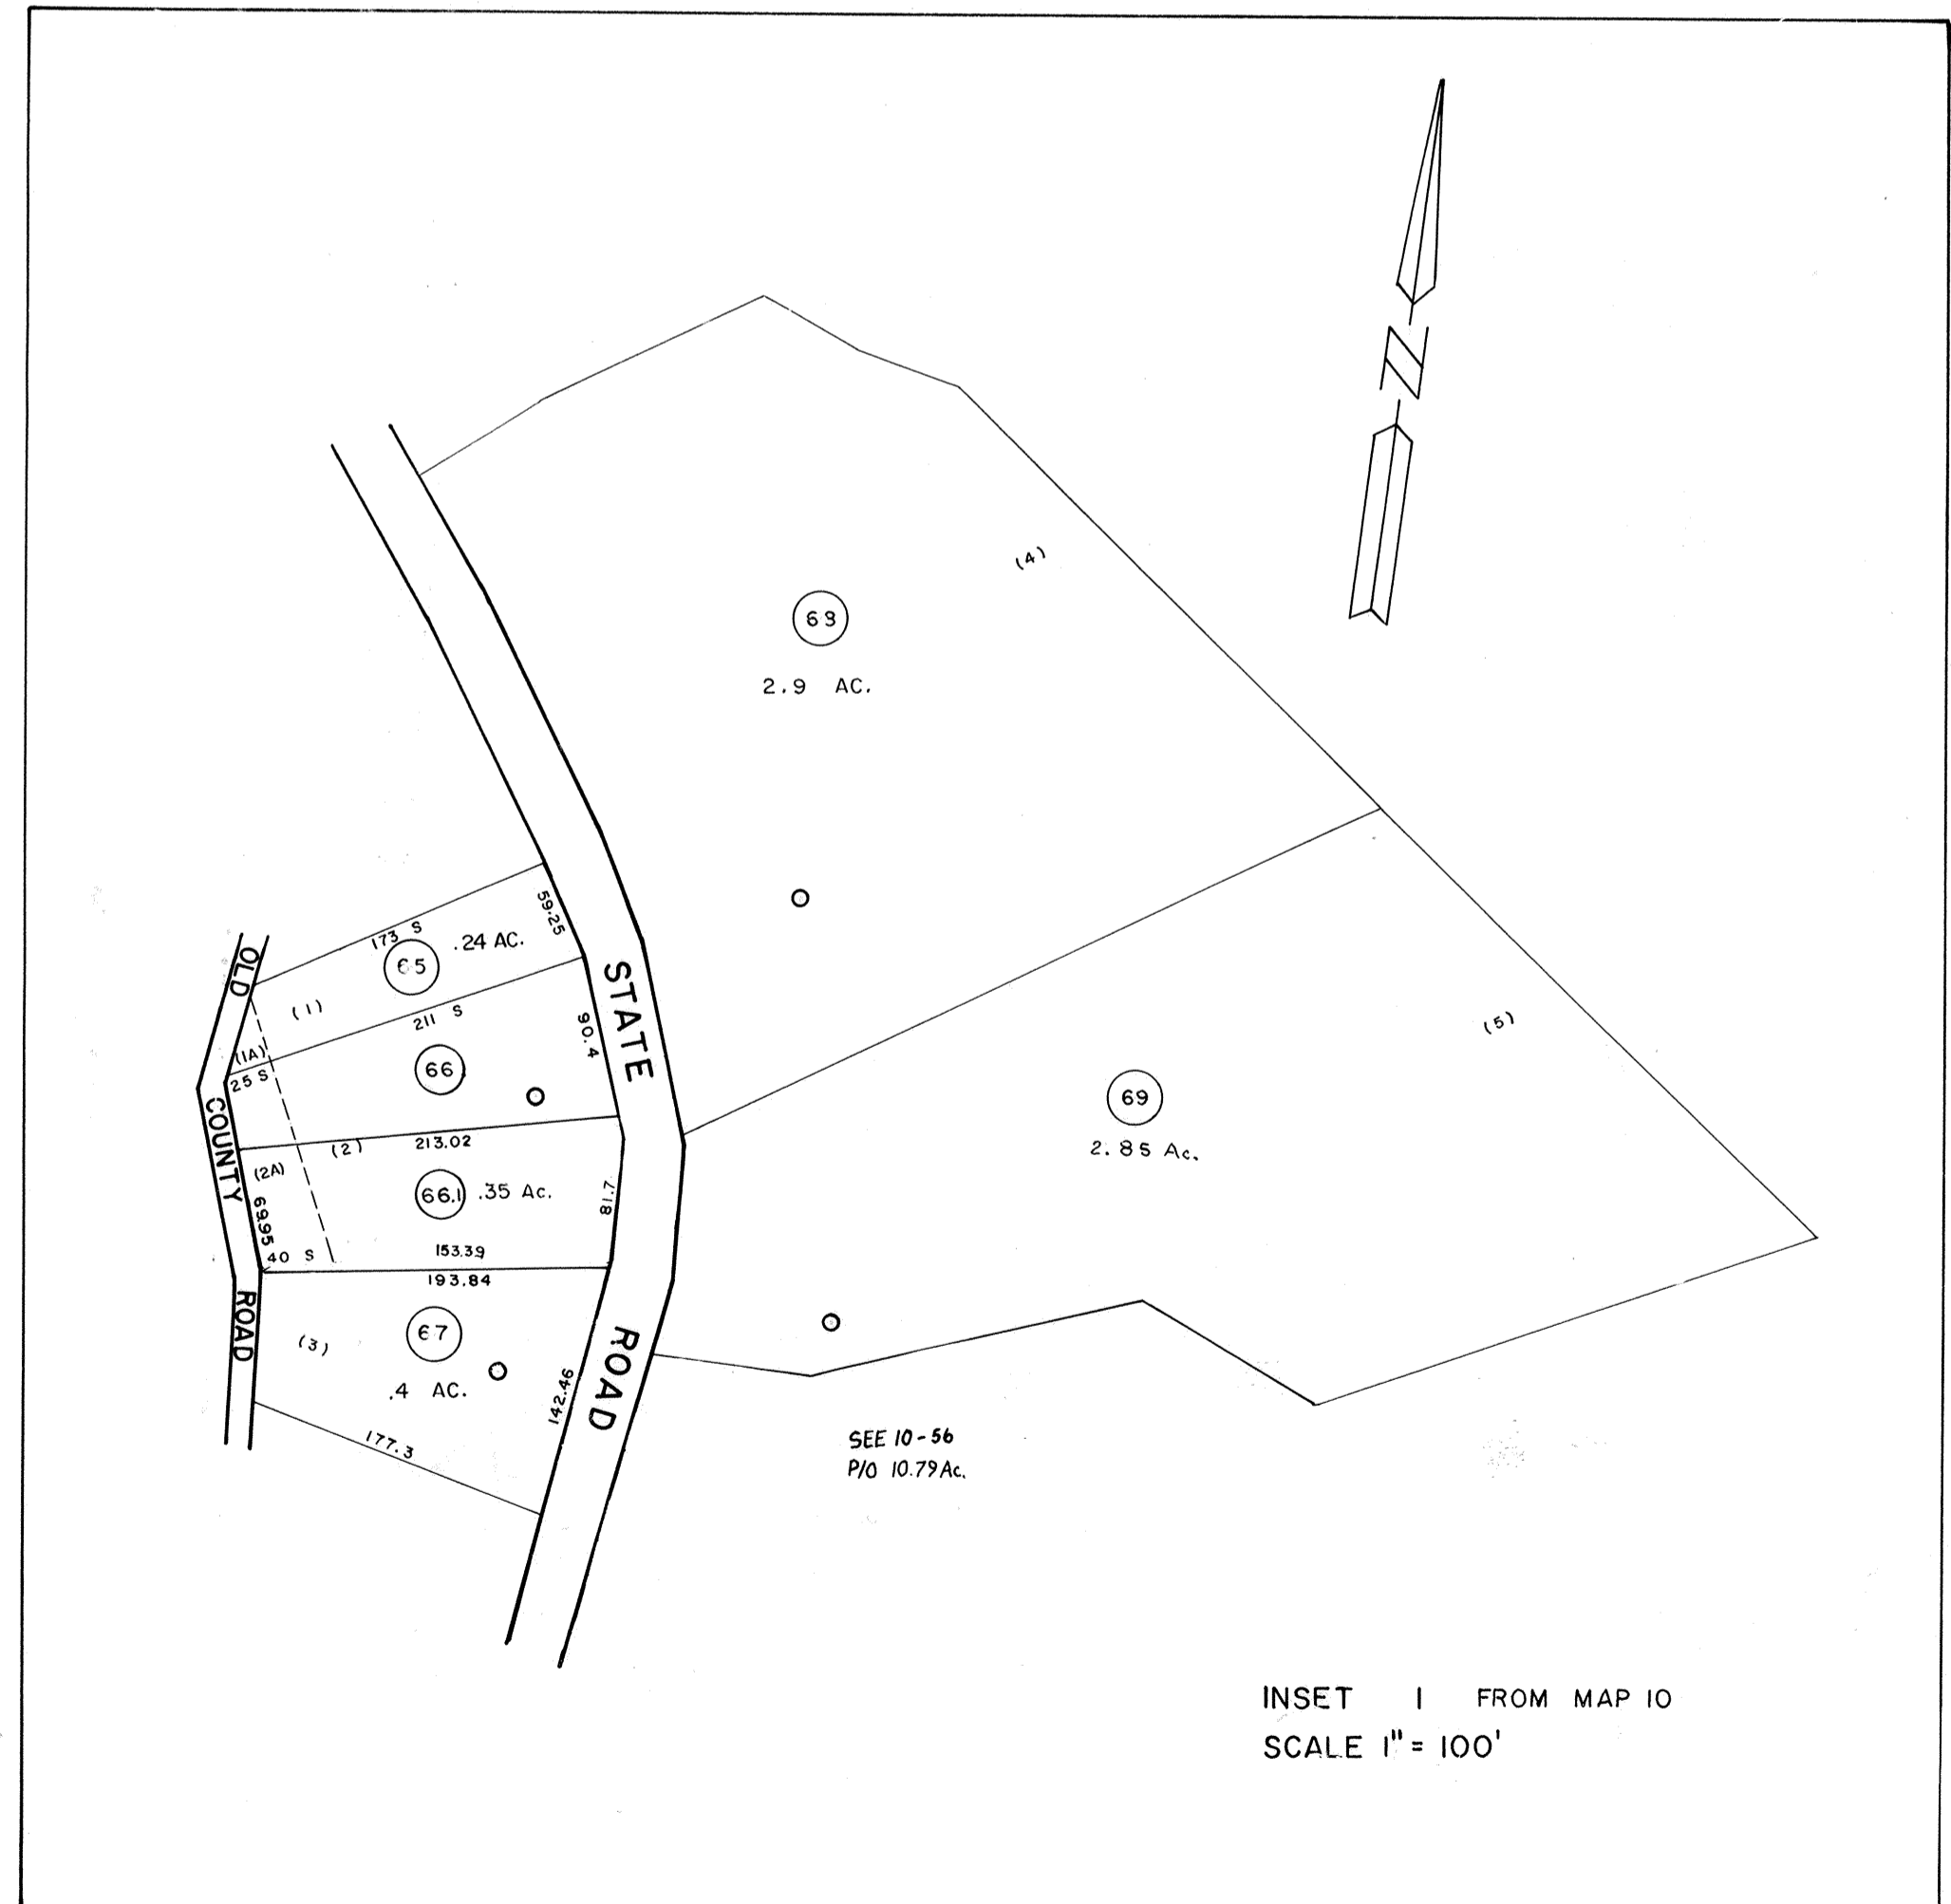 N
(4)
68
2.9 AC.
59.25
173 S
.24 AC.
65
OLD COUNTY ROAD
STATE ROAD
(1)
211 S
90.4
(5)
(1A)
25 S
66
69
2.85 Ac.
(2)
213.02
(2A)
66.1
.35 Ac.
81.7
69.95
40 S
153.39
193.84
(3)
67
.4 AC.
142.46
177.3
SEE 10-56
P/O 10.79 Ac.
INSET 1 FROM MAP 10
SCALE 1" = 100'